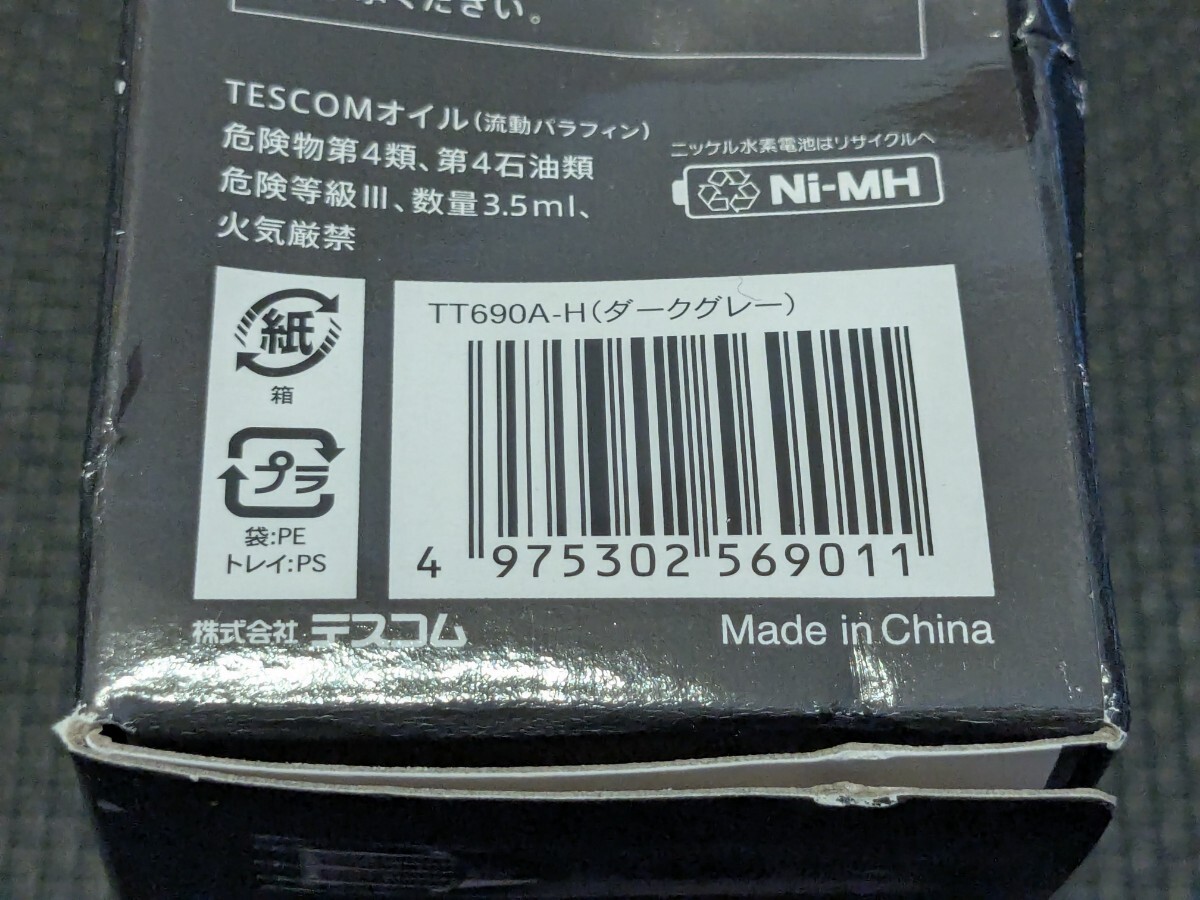 ください。
TESCOMオイル(流動パラフィン)
危険物第4類、第4石油類
危険等級III、数量3.5ml、
火気厳禁
ニッケル水素電池はリサイクルへ
Ni-MH
紙
箱
プラ
袋:PE
トレイ:PS
TT690A-H(ダークグレー)
4 975302 569011
株式会社 テスコム
Made in China